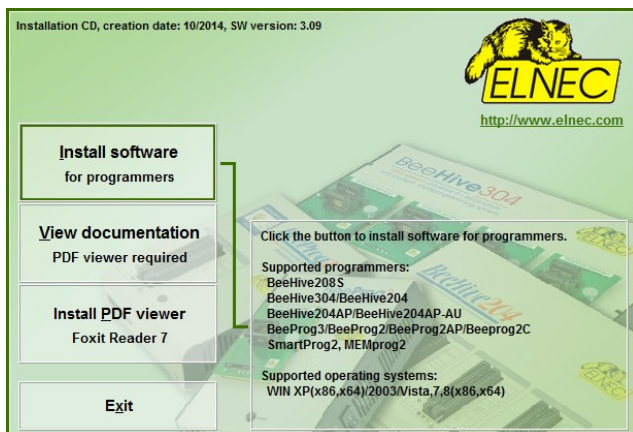 Installation CD, creation date: 10/2014, SW version: 3.09
ELNEC
http://www.elnec.com
Install software
for programmers
View documentation
PDF viewer required
Install PDF viewer
Foxit Reader 7
Exit
BeeHive304
BeeHive204
Click the button to install software for programmers.
Supported programmers:
BeeHive208S
BeeHive304/BeeHive204
BeeHive204AP/BeeHive204AP-AU
BeeProg3/BeeProg2/BeeProg2AP/Beeprog2C
SmartProg2, MEMprog2
Supported operating systems:
WIN XP(x86,x64)/2003/Vista,7,8(x86,x64)